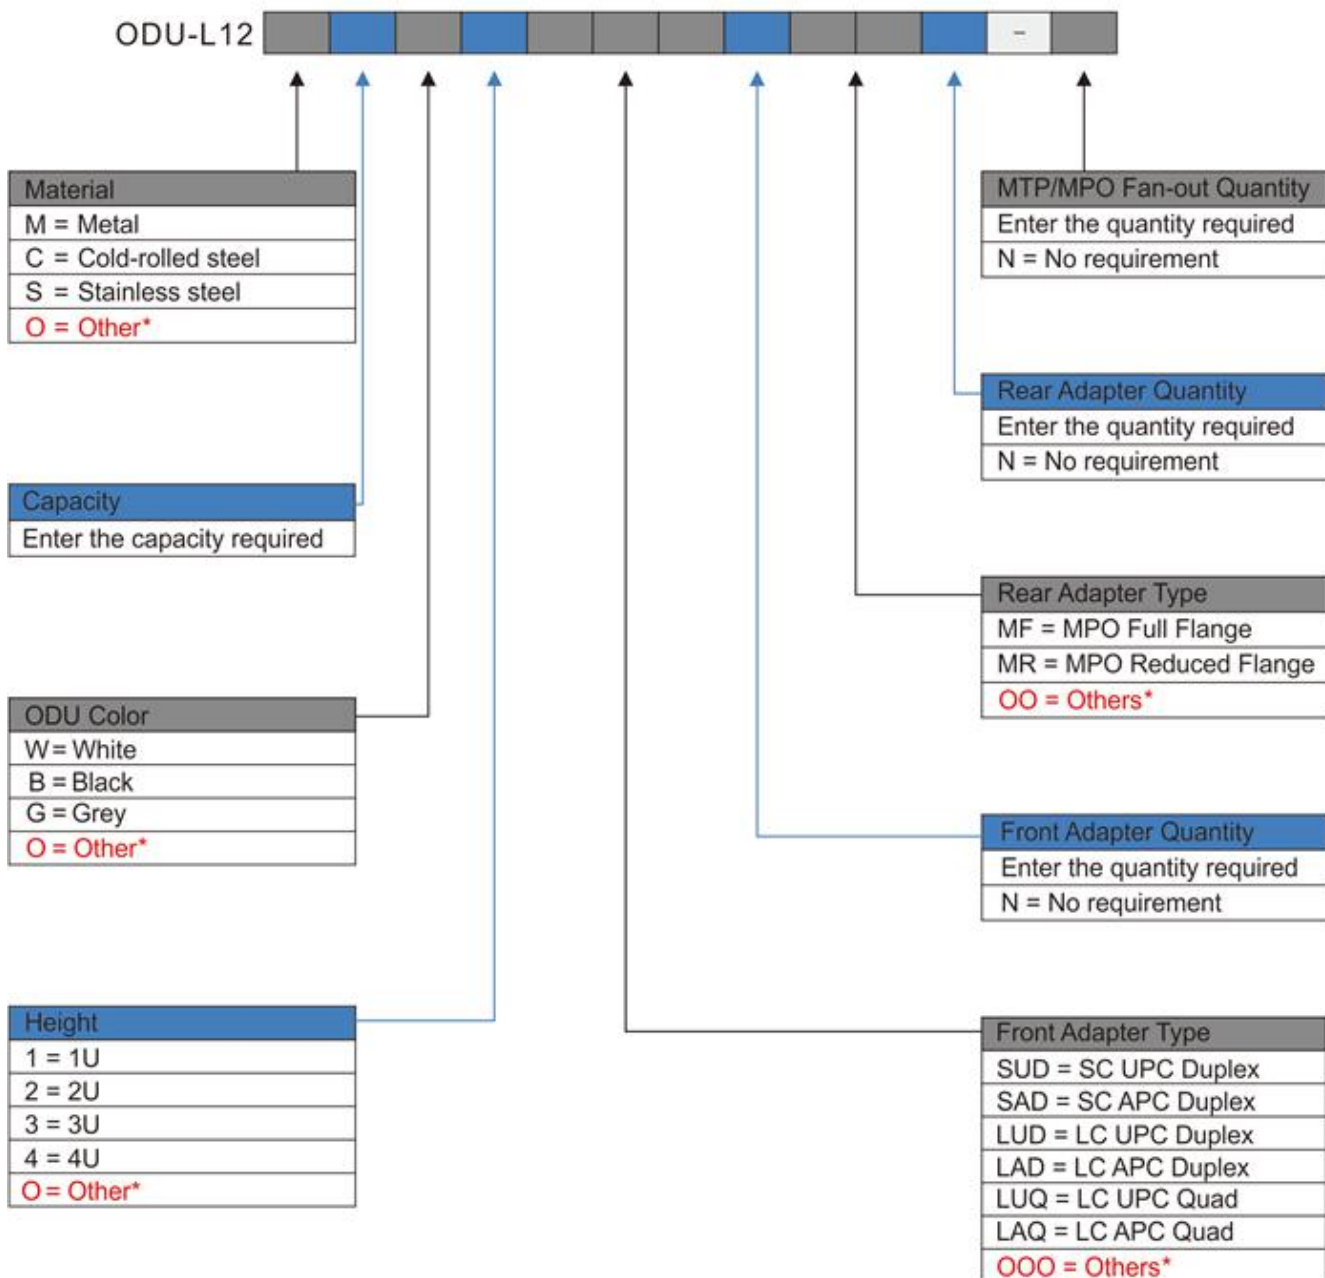 ODU-L12
-
Material
M = Metal
C = Cold-rolled steel
S = Stainless steel
O = Other*
Capacity
Enter the capacity required
ODU Color
W = White
B = Black
G = Grey
O = Other*
Height
1 = 1U
2 = 2U
3 = 3U
4 = 4U
O = Other*
MTP/MPO Fan-out Quantity
Enter the quantity required
N = No requirement
Rear Adapter Quantity
Enter the quantity required
N = No requirement
Rear Adapter Type
MF = MPO Full Flange
MR = MPO Reduced Flange
OO = Others*
Front Adapter Quantity
Enter the quantity required
N = No requirement
Front Adapter Type
SUD = SC UPC Duplex
SAD = SC APC Duplex
LUD = LC UPC Duplex
LAD = LC APC Duplex
LUQ = LC UPC Quad
LAQ = LC APC Quad
OOO = Others*